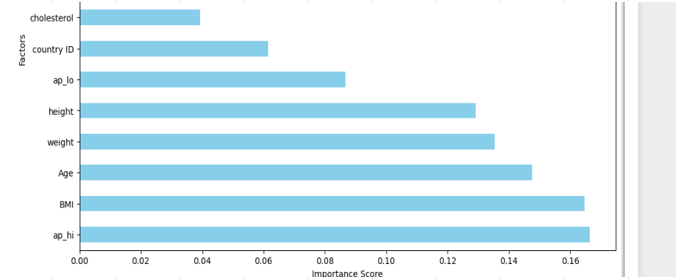 cholesterol
country ID
ap_lo
height
weight
Age
BMI
ap_hi
Factors
0.00 0.02 0.04 0.06 0.08 0.10 0.12 0.14 0.16
Importance Score